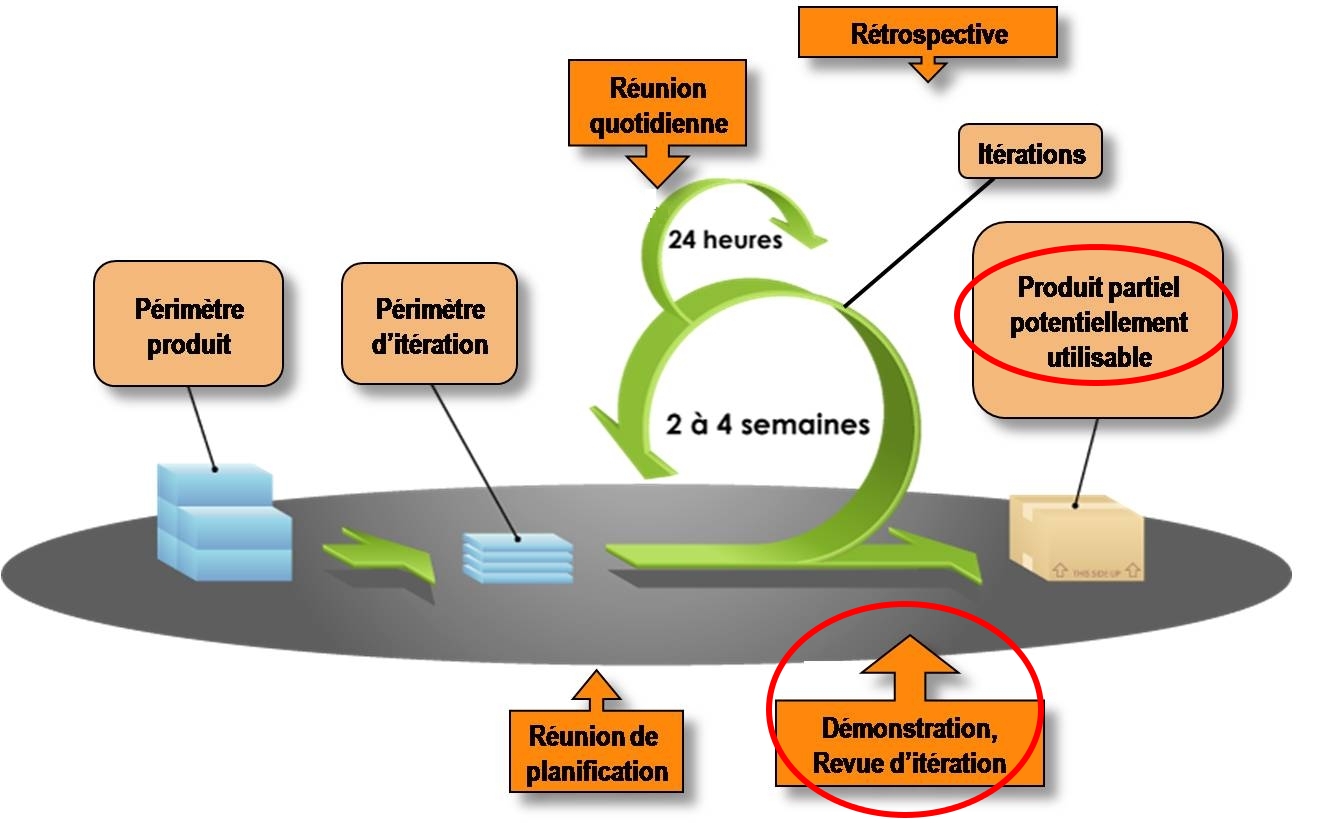 Rétrospective
Réunion
quotidienne
Itérations
24 heures
Périmètre
produit
Périmètre
d’itération
Produit partiel
potentiellement
utilisable
2 à 4 semaines
THIS SIDE UP
Réunion de
planification
Démonstration,
Revue d’itération